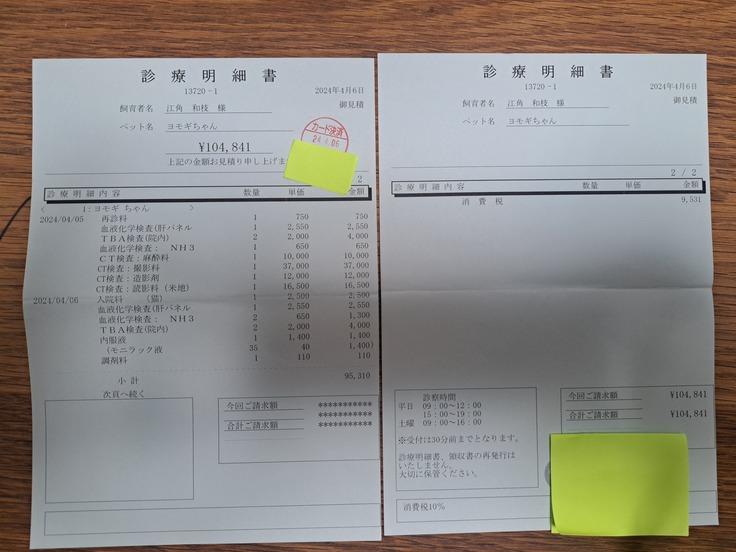 診療明細書
13720-1
2024年4月6日
飼育者名 江角 和枝 様
御見積
ペット名 ヨモギちゃん
¥104,841
上記の金額お見積り申し上げま
カード決済
診療明細内容 数量 単価 金額
< 1:ヨモギ ちゃん >
2024/04/05 再診料 1 750 750
血液化学検査(肝パネル 1 2,550 2,550
TBA検査(院内) 2 2,000 4,000
血液化学検査: NH3 1 650 650
CT検査:麻酔料 1 10,000 10,000
CT検査:撮影料 1 37,000 37,000
CT検査:造影剤 1 12,000 12,000
CT検査:読影料(米地) 1 16,500 16,500
2024/04/06 入院料 (猫) 1 2,500 2,500
血液化学検査(肝パネル 1 2,550 2,550
血液化学検査: NH3 2 650 1,300
TBA検査(院内) 2 2,000 4,000
内服液 1 1,400 1,400
(モニラック液 35 40 1,400)
調剤料 1 110 110
小計 95,310
次頁へ続く
今回ご請求額 ***********
***********
合計ご請求額 ***********
診療明細書
13720-1
2024年4月6日
飼育者名 江角 和枝 様
御見積
ペット名 ヨモギちゃん
2 / 2
診療明細内容 数量 単価 金額
消費税 9,531
診察時間
平日 09:00~12:00
15:00~19:00
土曜 09:00~16:00
※受付は30分前までとなります。
診療明細書、領収書の再発行は
いたしません。
大切に保管ください。
今回ご請求額 ¥104,841
合計ご請求額 ¥104,841
消費税10%